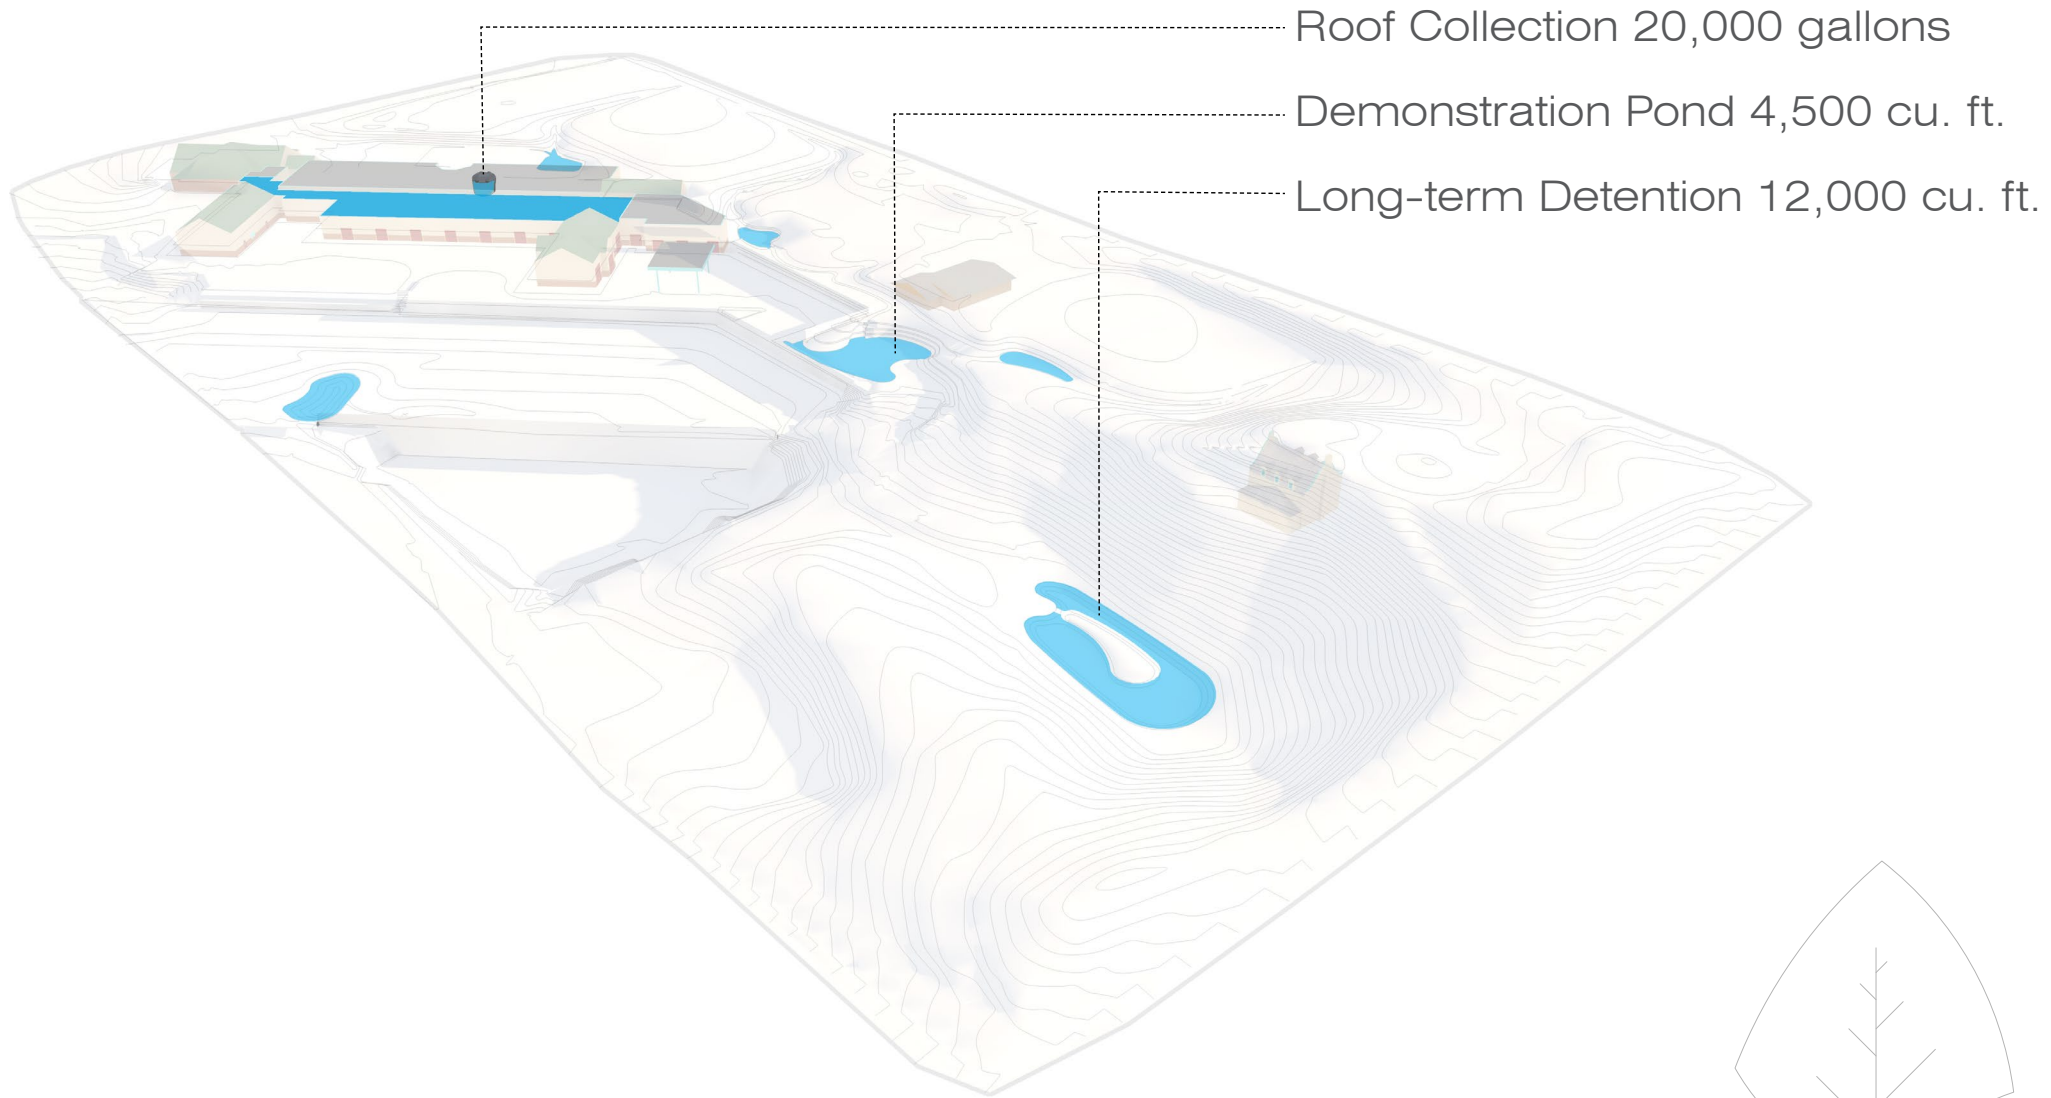 Roof Collection 20,000 gallons
Demonstration Pond 4,500 cu. ft.
Long-term Detention 12,000 cu. ft.